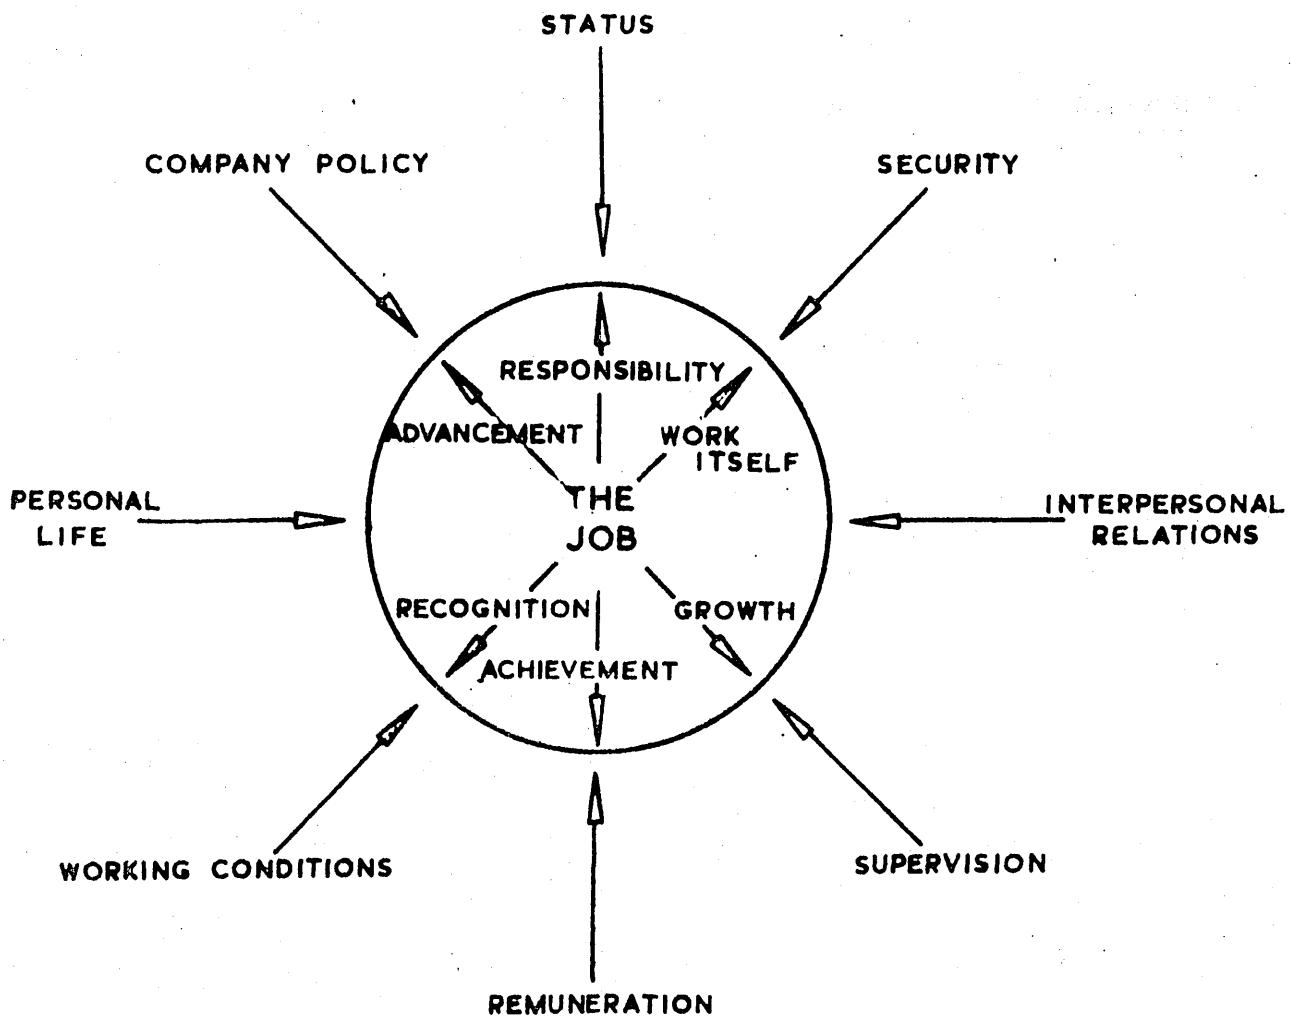 STATUS
COMPANY POLICY
SECURITY
RESPONSIBILITY
ADVANCEMENT
WORK
ITSELF
PERSONAL
LIFE
THE
JOB
INTERPERSONAL
RELATIONS
RECOGNITION
GROWTH
ACHIEVEMENT
WORKING CONDITIONS
SUPERVISION
REMUNERATION